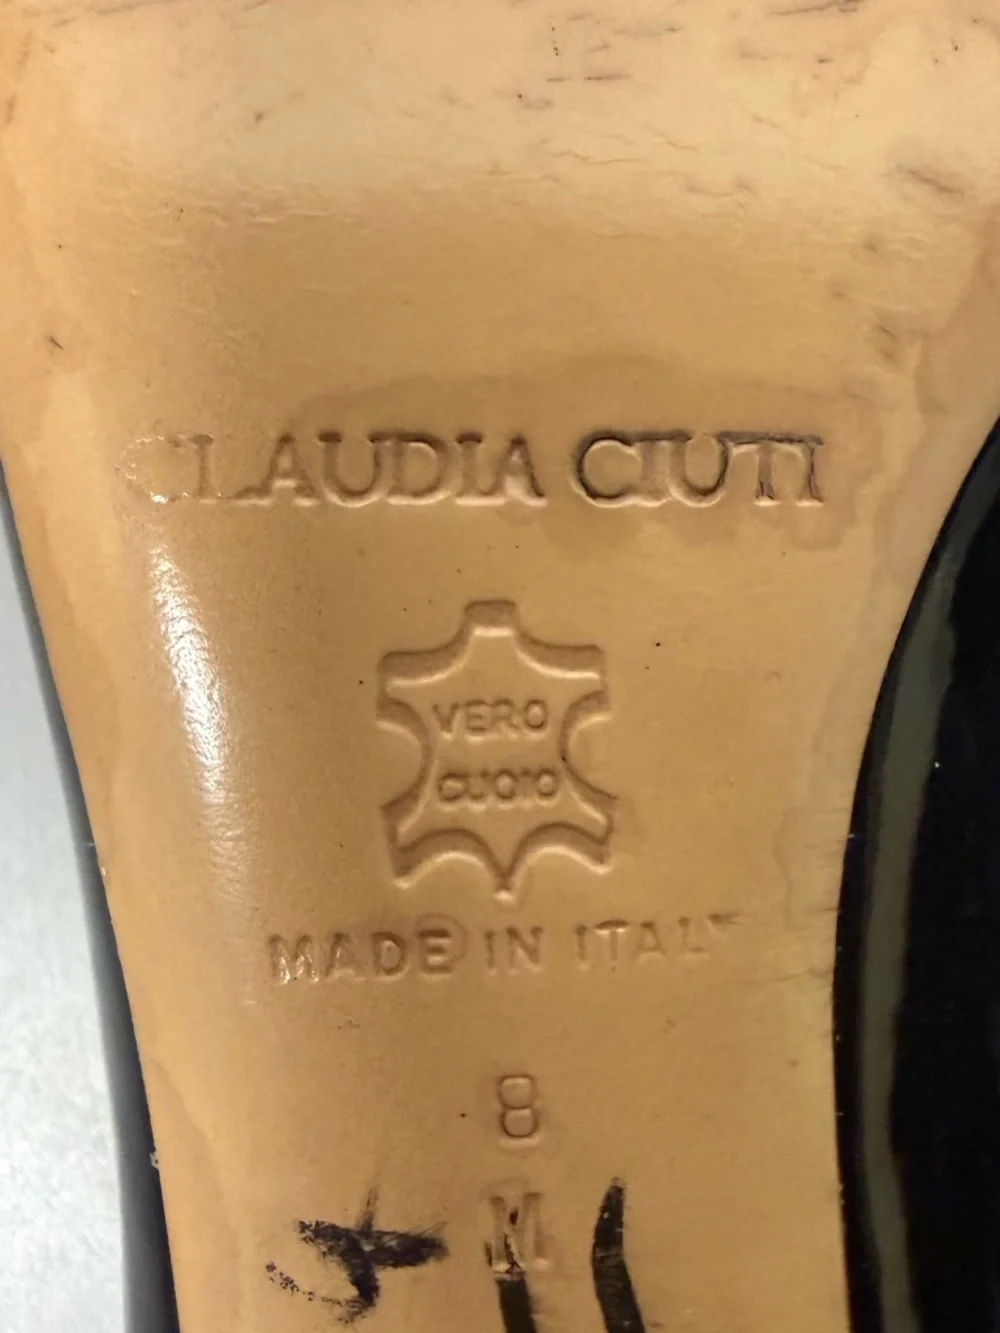 CLAUDIA CIUTI
VERO
CUOIO
MADE IN ITALY
8
M